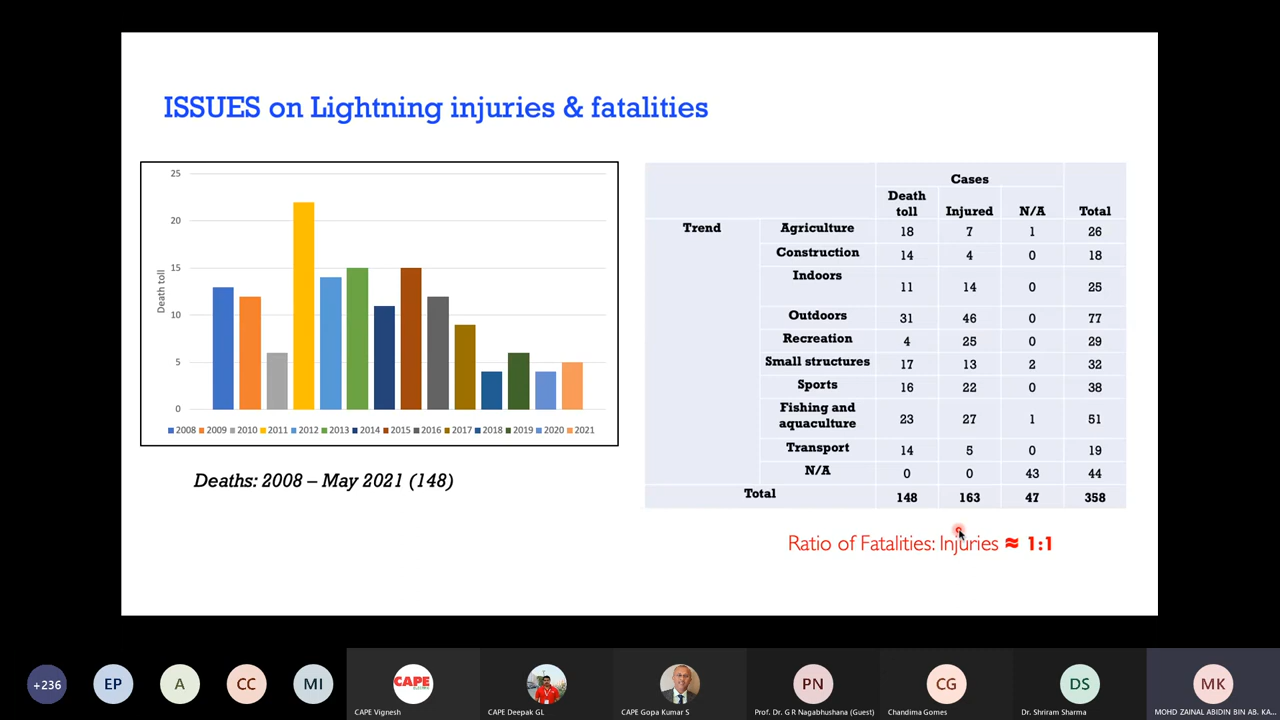 ISSUES on Lightning injuries & fatalities
25
20
15
10
5
0
Death toll
2008 2009 2010 2011 2012 2013 2014 2015 2016 2017 2018 2019 2020 2021
Deaths: 2008 – May 2021 (148)
Cases
Death toll Injured N/A Total
Trend Agriculture 18 7 1 26
Construction 14 4 0 18
Indoors 11 14 0 25
Outdoors 31 46 0 77
Recreation 4 25 0 29
Small structures 17 13 2 32
Sports 16 22 0 38
Fishing and aquaculture 23 27 1 51
Transport 14 5 0 19
N/A 0 0 43 44
Total 148 163 47 358
Ratio of Fatalities: Injuries ≈ 1:1
+236 EP A CC MI CAPE PN CG DS MK
CAPE Vignesh CAPE Deepak GL CAPE Gopa Kumar S Prof. Dr. G R Nagabhushana (Guest) Chandima Gomes Dr. Shriram Sharma MOHD ZAINAL ABIDIN BIN AB. KA...